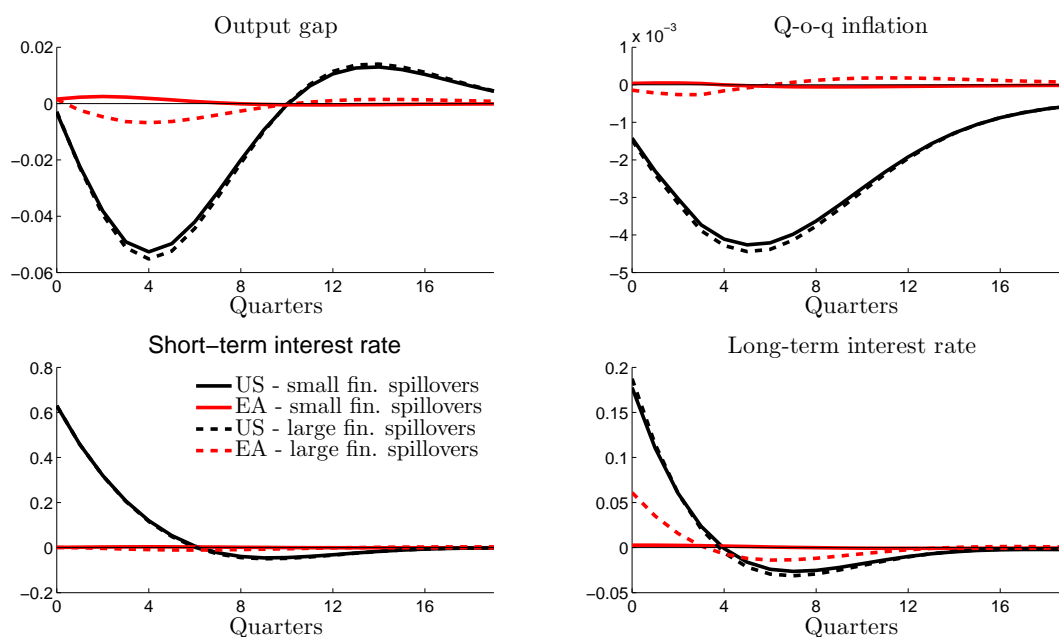 Output gap
0.02
0
−0.02
−0.04
−0.06
0 4 8 12 16
Quarters
Q-o-q inflation
x 10⁻³
1
0
−1
−2
−3
−4
−5
0 4 8 12 16
Quarters
Short−term interest rate
0.8
0.6
0.4
0.2
0
−0.2
US - small fin. spillovers
EA - small fin. spillovers
US - large fin. spillovers
EA - large fin. spillovers
0 4 8 12 16
Quarters
Long-term interest rate
0.2
0.15
0.1
0.05
0
−0.05
0 4 8 12 16
Quarters